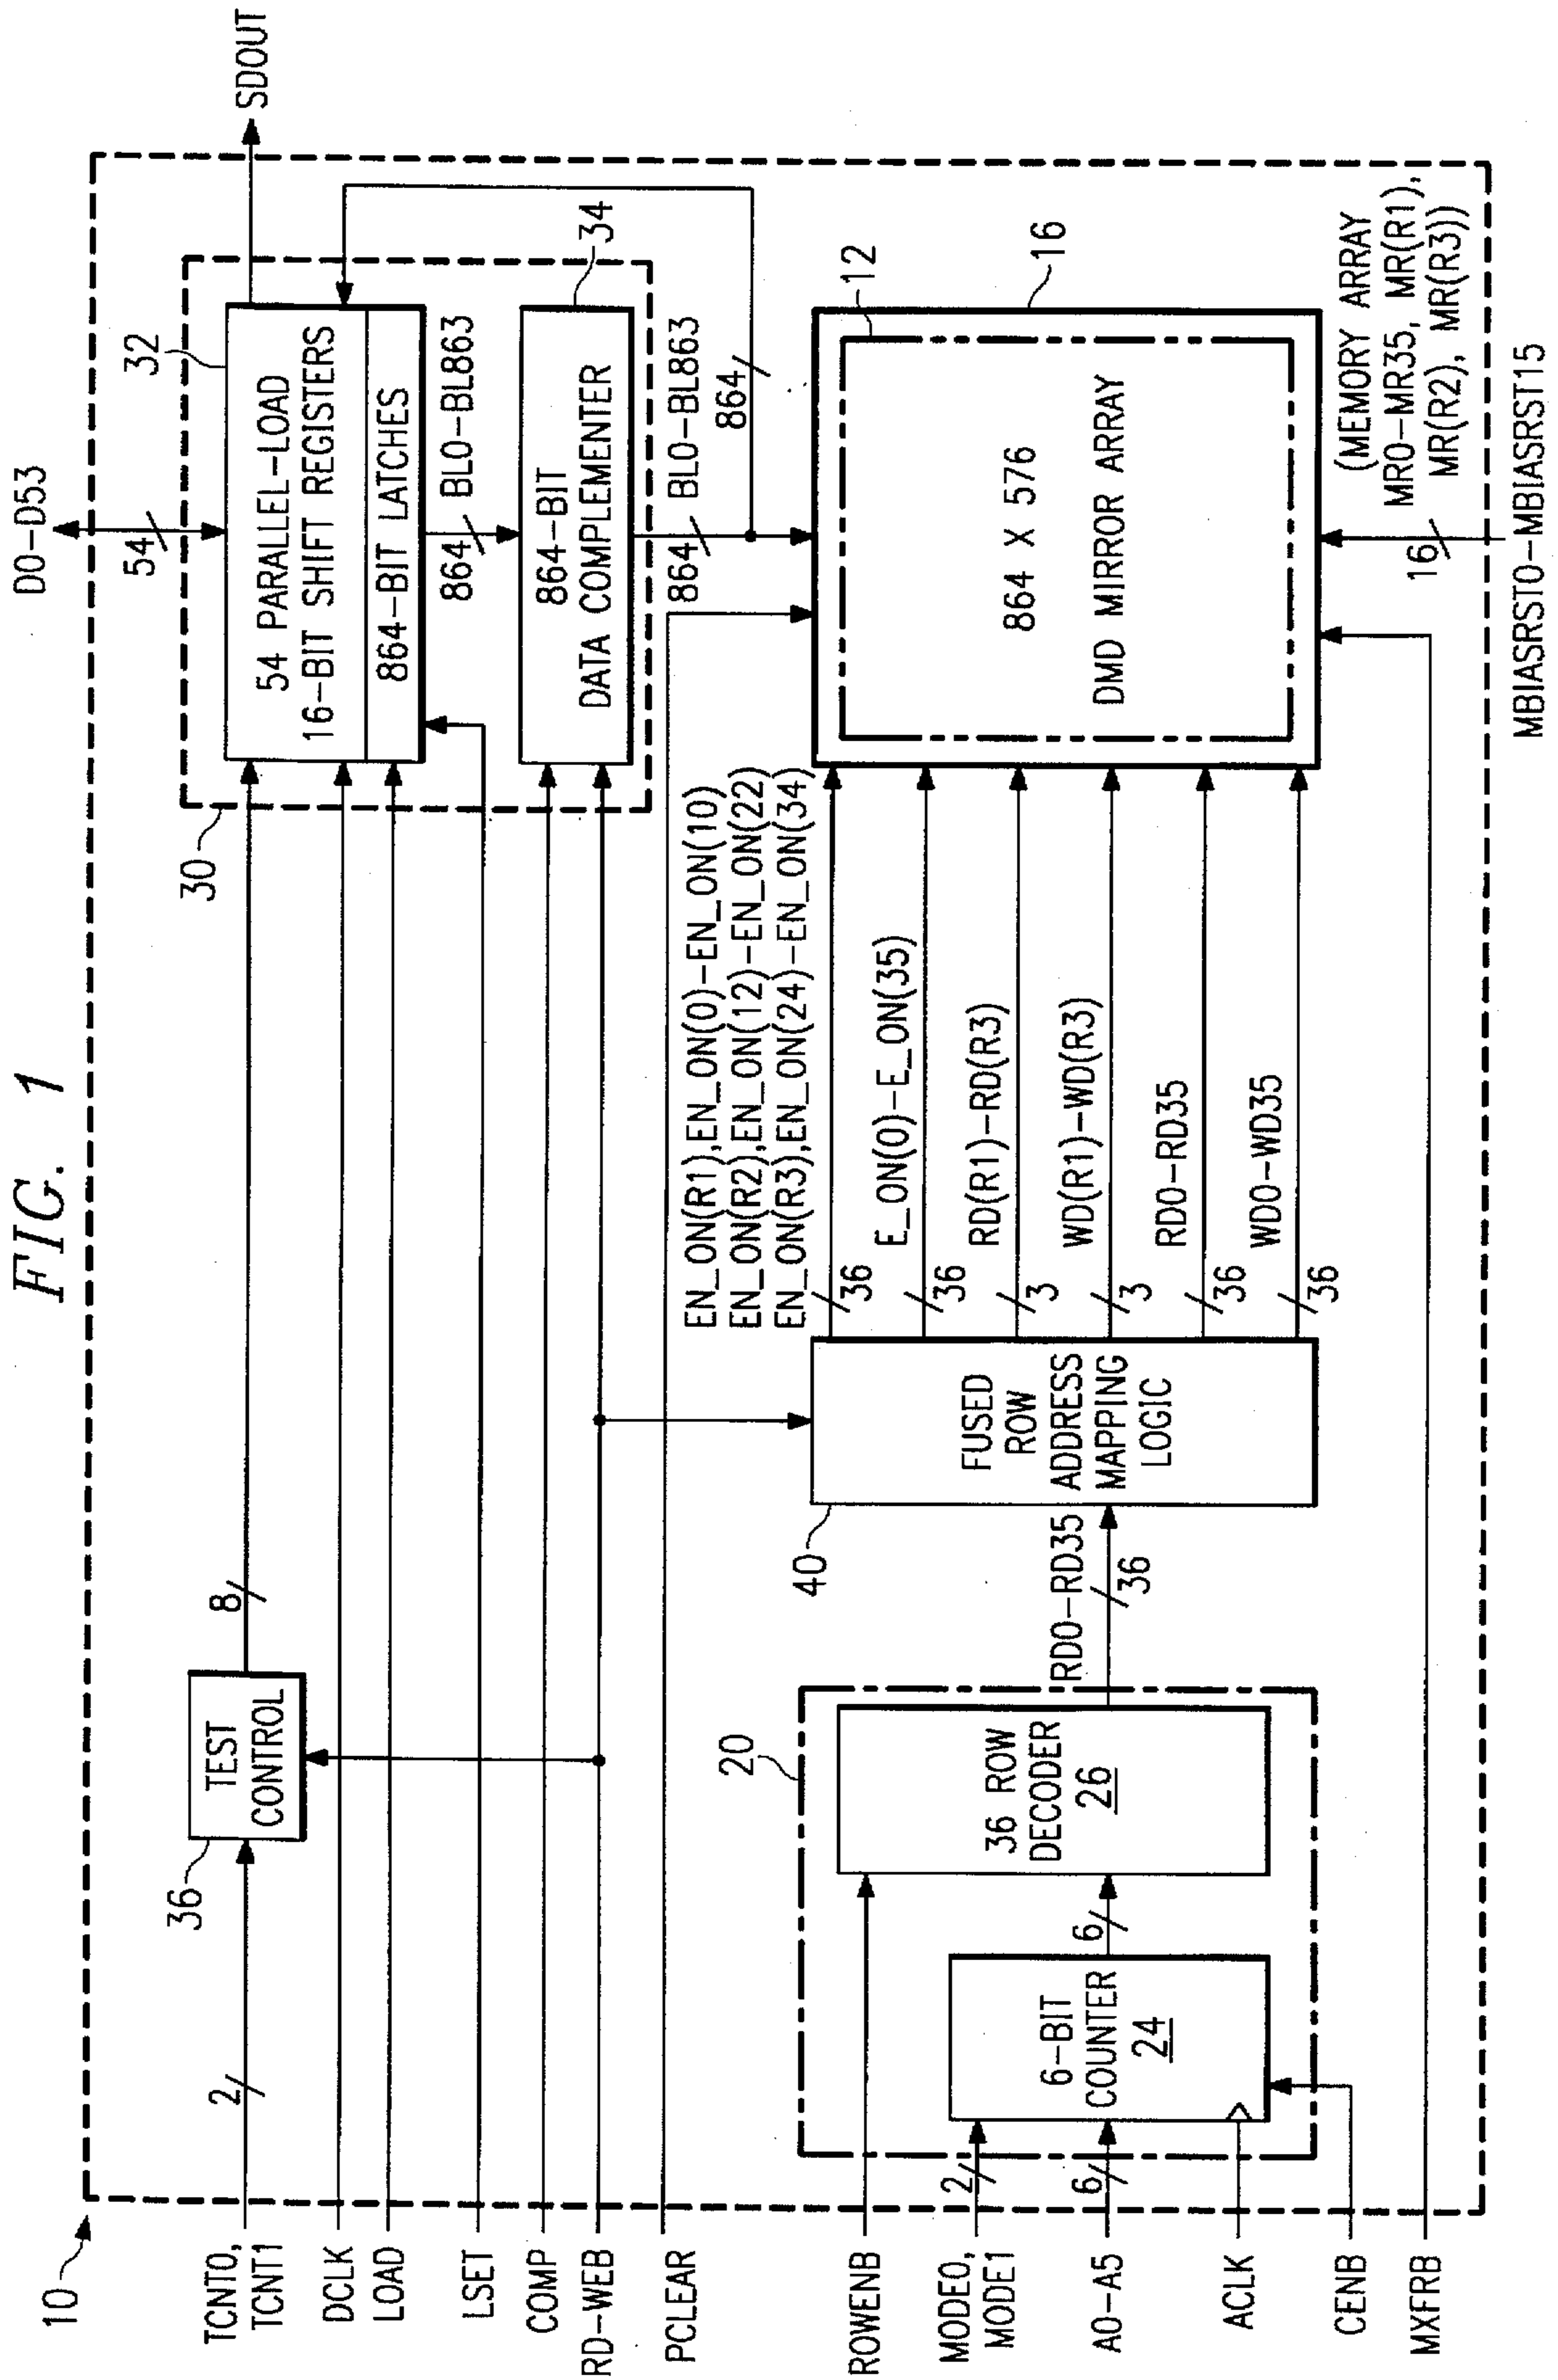 FIG. 1
10
TCNT0,
TCNT1
DCLK
LOAD
LSET
COMP
RD-WEB
PCLEAR
ROWENB
MODE0,
MODE1
A0-A5
ACLK
CENB
MXFRB
2
36
TEST
CONTROL
8
30
32
D0-D53
54
54 PARALLEL-LOAD
16-BIT SHIFT REGISTERS
864-BIT LATCHES
SDOUT
864
BL0-BL863
34
864-BIT
DATA COMPLEMENTER
864
BL0-BL863
864
2
6
20
6-BIT
COUNTER
24
6
36 ROW
DECODER
26
RD0-RD35
36
40
FUSED
ROW
ADDRESS
MAPPING
LOGIC
EN_ON(R1),EN_ON(0)-EN_ON(10)
EN_ON(R2),EN_ON(12)-EN_ON(22)
EN_ON(R3),EN_ON(24)-EN_ON(34)
36
E_ON(0)-E_ON(35)
36
RD(R1)-RD(R3)
3
WD(R1)-WD(R3)
3
RD0-RD35
36
WD0-WD35
36
12
16
864 X 576
DMD MIRROR ARRAY
(MEMORY ARRAY
MR0-MR35, MR(R1),
MR(R2), MR(R3))
16
MBIASRST0-MBIASRST15